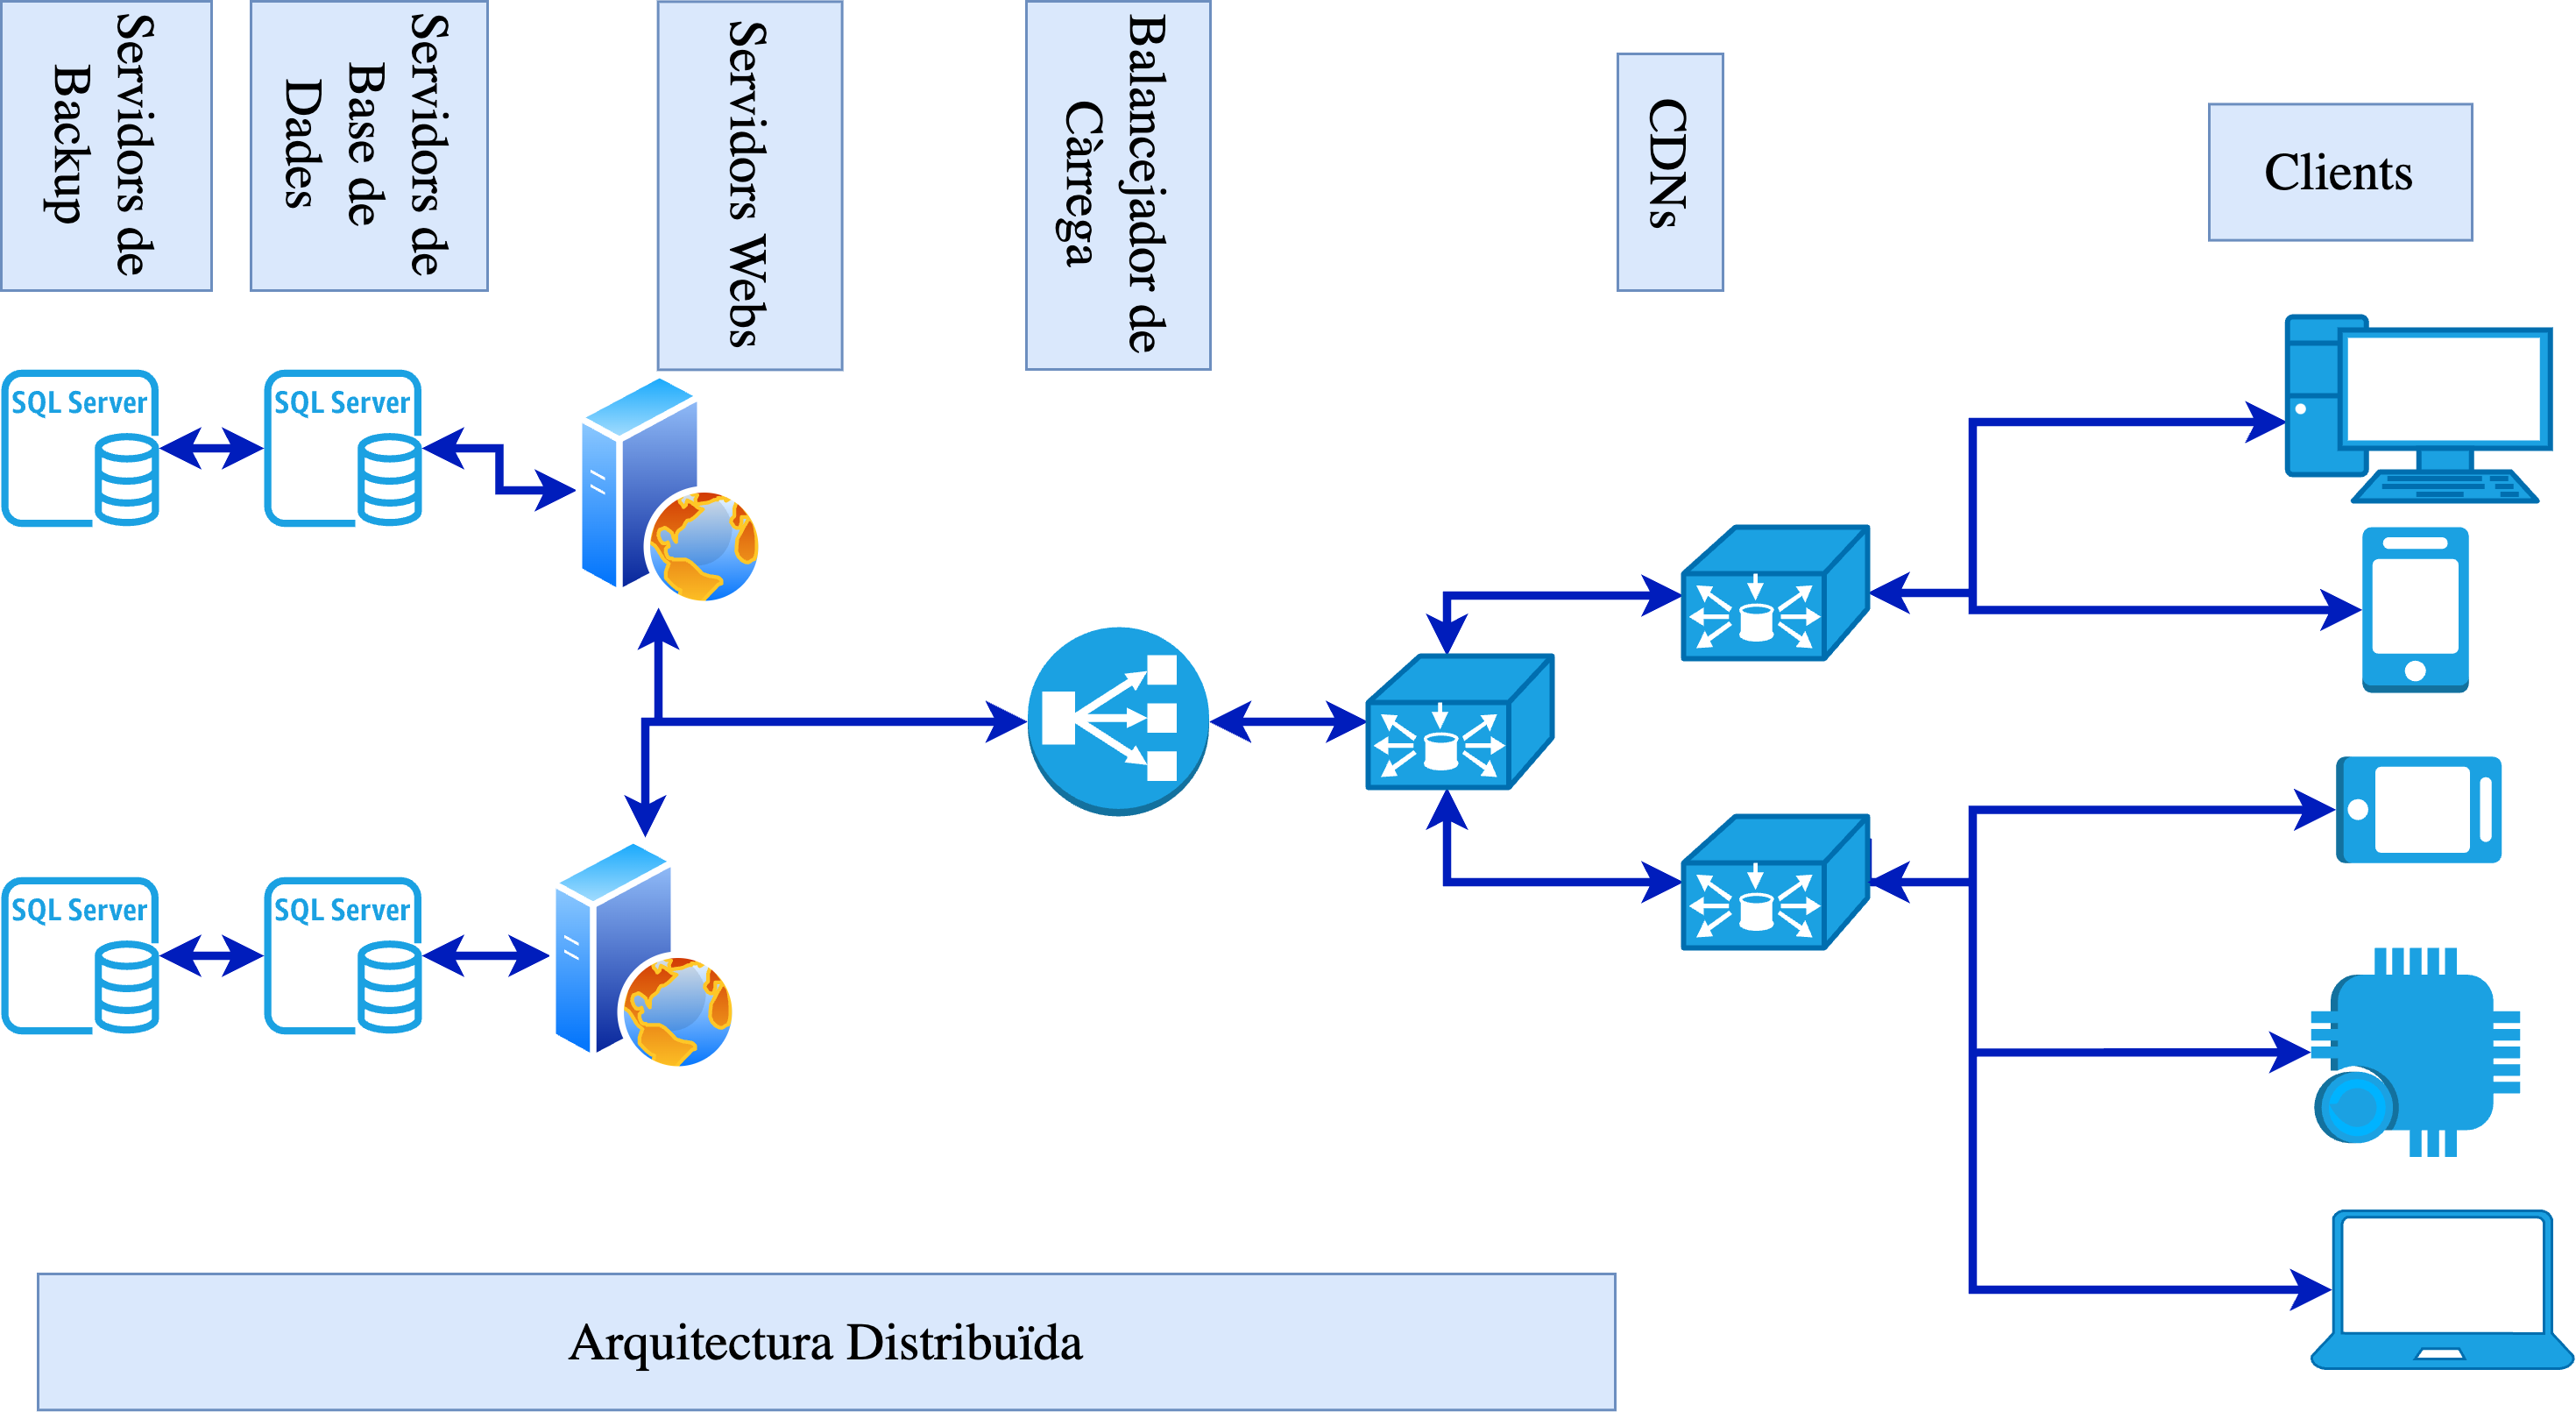 Servidors de
Backup
Servidors de
Base de
Dades
Servidors Webs
Balancejador de
Càrrega
CDNs
Clients
SQL Server
SQL Server
SQL Server
SQL Server
Arquitectura Distribuïda